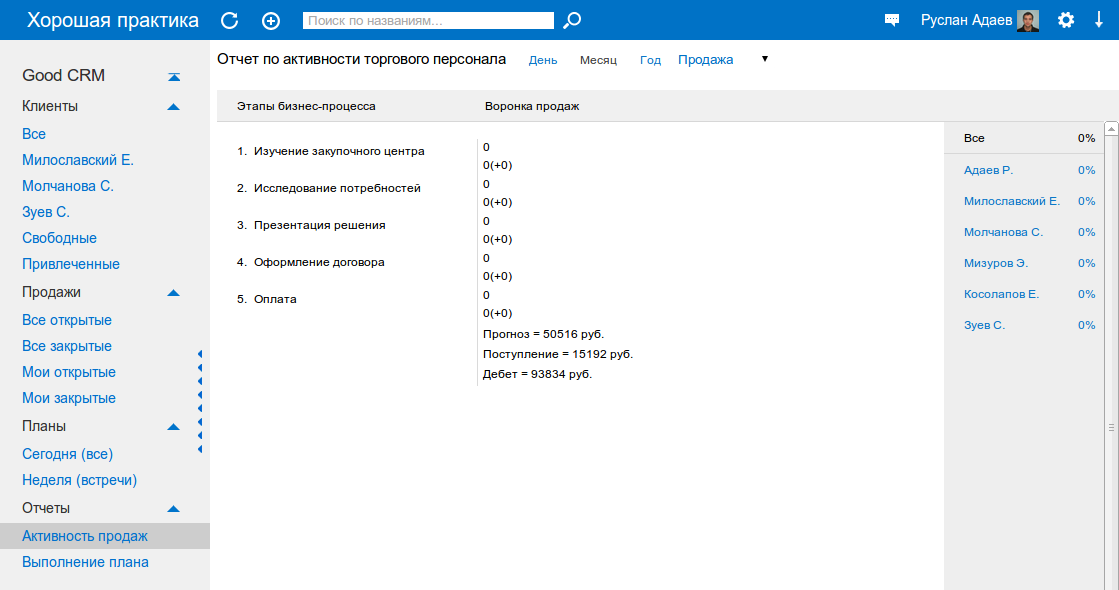 Хорошая практика
Поиск по названиям...
Руслан Адаев
Good CRM
Клиенты
Все
Милославский Е.
Молчанова С.
Зуев С.
Свободные
Привлеченные
Продажи
Все открытые
Все закрытые
Мои открытые
Мои закрытые
Планы
Сегодня (все)
Неделя (встречи)
Отчеты
Активность продаж
Выполнение плана
Отчет по активности торгового персонала День Месяц Год Продажа
Этапы бизнес-процесса Воронка продаж
1. Изучение закупочного центра 0
0(+0)
2. Исследование потребностей 0
0(+0)
3. Презентация решения 0
0(+0)
4. Оформление договора 0
0(+0)
5. Оплата 0
0(+0)
Прогноз = 50516 руб.
Поступление = 15192 руб.
Дебет = 93834 руб.
Все 0%
Адаев Р. 0%
Милославский Е. 0%
Молчанова С. 0%
Мизуров Э. 0%
Косолапов Е. 0%
Зуев С. 0%